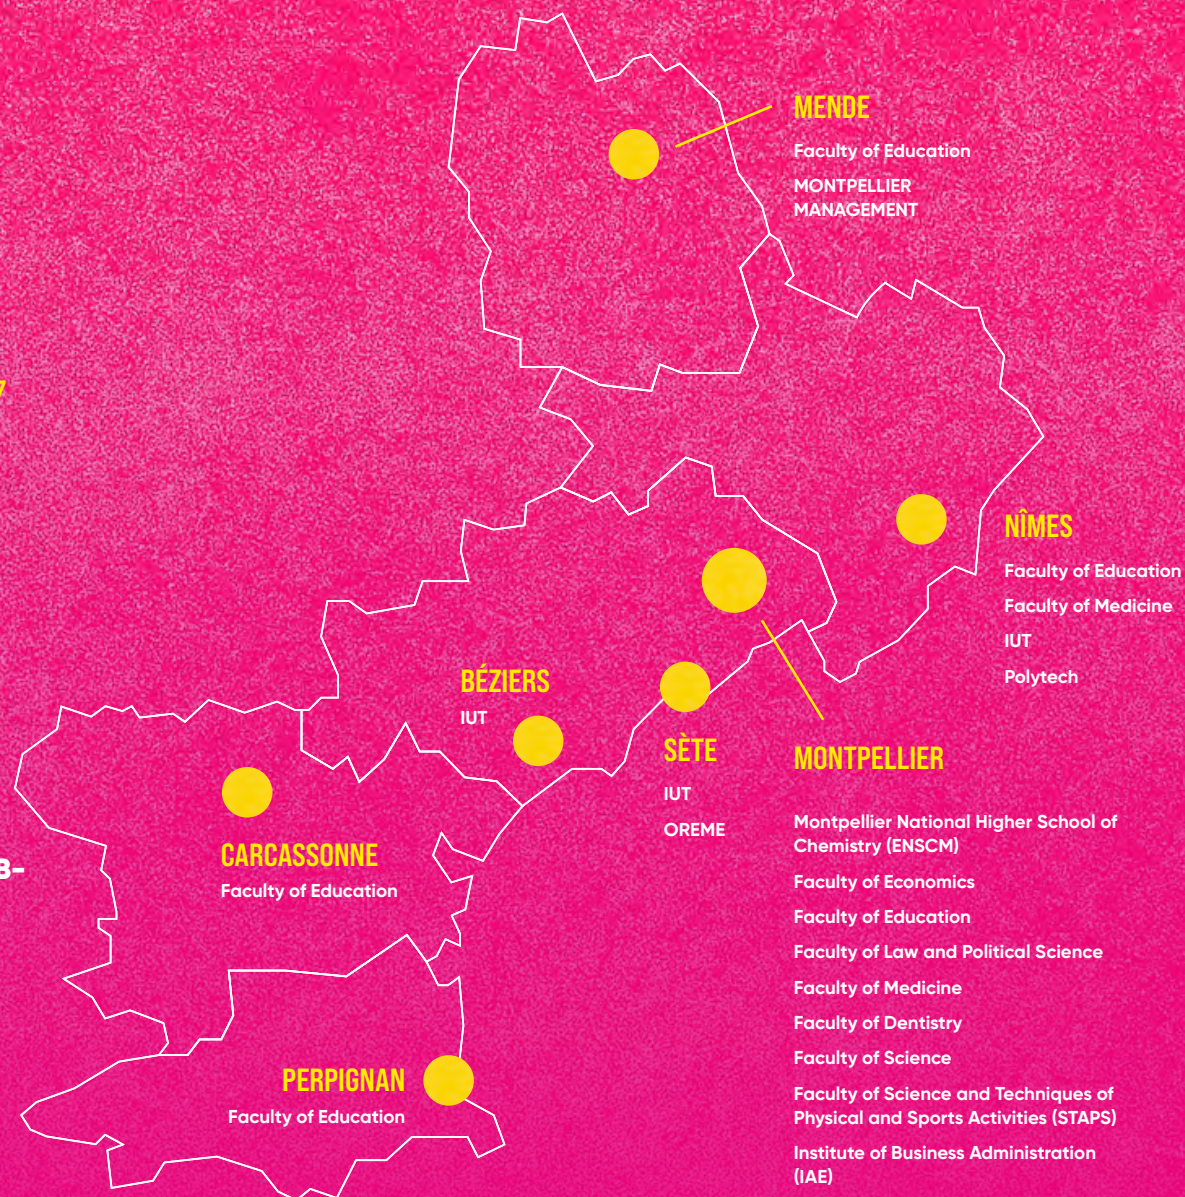 MENDE
Faculty of Education
MONTPELLIER
MANAGEMENT
NÎMES
Faculty of Education
Faculty of Medicine
IUT
Polytech
BÉZIERS
IUT
SÈTE
IUT
OREME
MONTPELLIER
Montpellier National Higher School of
Chemistry (ENSCM)
Faculty of Economics
Faculty of Education
Faculty of Law and Political Science
Faculty of Medicine
Faculty of Dentistry
Faculty of Science
Faculty of Science and Techniques of
Physical and Sports Activities (STAPS)
Institute of Business Administration
(IAE)
CARCASSONNE
Faculty of Education
PERPIGNAN
Faculty of Education